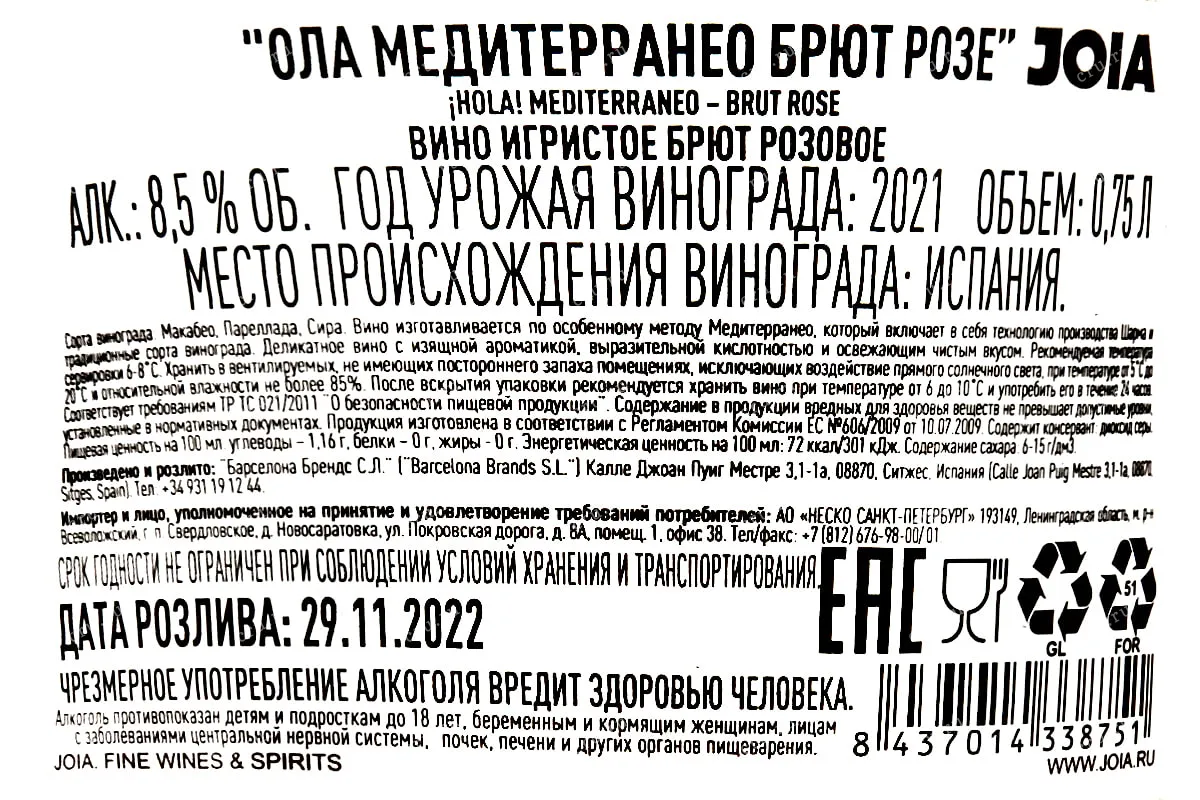 "ОЛА МЕДИТЕРРАНЕО БРЮТ РОЗЕ" JOIA
¡HOLA! MEDITERRANEO – BRUT ROSE
ВИНО ИГРИСТОЕ БРЮТ РОЗОВОЕ
АЛК.: 8,5 % ОБ. ГОД УРОЖАЯ ВИНОГРАДА: 2021 ОБЪЕМ: 0,75 Л
МЕСТО ПРОИСХОЖДЕНИЯ ВИНОГРАДА: ИСПАНИЯ.
Сорта винограда: Макабео, Пареллада, Сира. Вино изготавливается по особенному методу Медитерранео, который включает в себя технологию производства Шарма и
традиционные сорта винограда. Деликатное вино с изящной ароматикой, выразительной кислотностью и освежающим чистым вкусом. Рекомендуемая температура
сервировки 6-8°С. Хранить в вентилируемых, не имеющих постороннего запаха помещениях, исключающих воздействие прямого солнечного света, при температуре от 5°С до
20°С и относительной влажности не более 85%. После вскрытия упаковки рекомендуется хранить вино при температуре от 6 до 10°С и употребить его в течение 24 часов.
Соответствует требованиям ТР ТС 021/2011 "О безопасности пищевой продукции". Содержание в продукции вредных для здоровья веществ не превышает допустимые уровни,
установленные в нормативных документах. Продукция изготовлена в соответствии с Регламентом Комиссии ЕС №606/2009 от 10.07.2009. Содержит консервант диоксид серы.
Пищевая ценность на 100 мл: углеводы – 1,16 г, белки – 0 г, жиры - 0 г. Энергетическая ценность на 100 мл: 72 ккал/301 кДж. Содержание сахара: 6-15 г/дм3.
Произведено и розлито: "Барселона Брендс С.Л." ("Barcelona Brands S.L.") Калле Джоан Пуиг Местре 3,1-1а, 08870, Ситжес, Испания (Calle Joan Puig Mestre 3,1-1a, 08870,
Sitges, Spain). Тел. +34 931 19 12 44.
Импортер и лицо, уполномоченное на принятие и удовлетворение требований потребителей: АО «НЕСКО САНКТ-ПЕТЕРБУРГ» 193149, Ленинградская область, м. р-н
Всеволожский, г. п. Свердловское, д. Новосаратовка, ул. Покровская дорога, д. 8А, помещ. 1, офис 38. Тел/факс: +7 (812) 676-98-00/01
СРОК ГОДНОСТИ НЕ ОГРАНИЧЕН ПРИ СОБЛЮДЕНИИ УСЛОВИЙ ХРАНЕНИЯ И ТРАНСПОРТИРОВАНИЯ.
ДАТА РОЗЛИВА: 29.11.2022
EAC
51
GL FOR
ЧРЕЗМЕРНОЕ УПОТРЕБЛЕНИЕ АЛКОГОЛЯ ВРЕДИТ ЗДОРОВЬЮ ЧЕЛОВЕКА.
Алкоголь противопоказан детям и подросткам до 18 лет, беременным и кормящим женщинам, лицам
с заболеваниями центральной нервной системы, почек, печени и других органов пищеварения.
8 437014 338751
JOIA. FINE WINES & SPIRITS
WWW.JOIA.RU